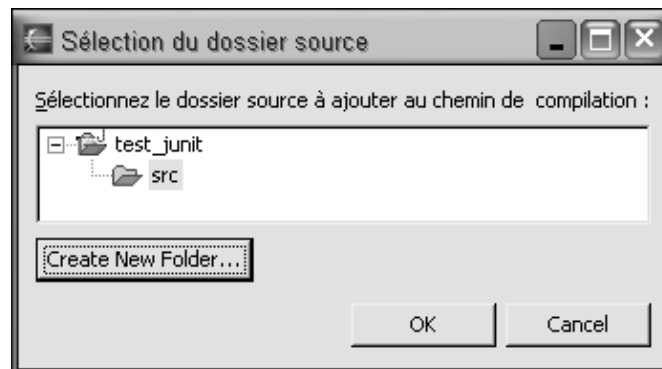 Sélection du dossier source
Sélectionnez le dossier source à ajouter au chemin de compilation :
test_junit
src
Create New Folder...
OK Cancel